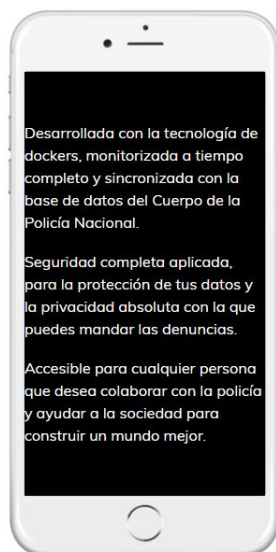 Desarrollada con la tecnología de
dockers, monitorizada a tiempo
completo y sincronizada con la
base de datos del Cuerpo de la
Policía Nacional.
Seguridad completa aplicada,
para la protección de tus datos y
la privacidad absoluta con la que
puedes mandar las denuncias.
Accesible para cualquier persona
que desea colaborar con la policía
y ayudar a la sociedad para
construir un mundo mejor.